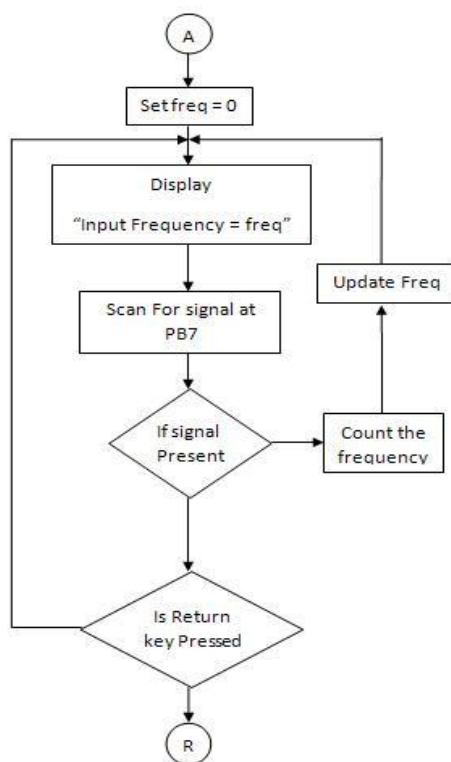 A
Set freq = 0
Display
“Input Frequency = freq”
Scan For signal at
PB7
Update Freq
If signal
Present
Count the
frequency
Is Return
key Pressed
R